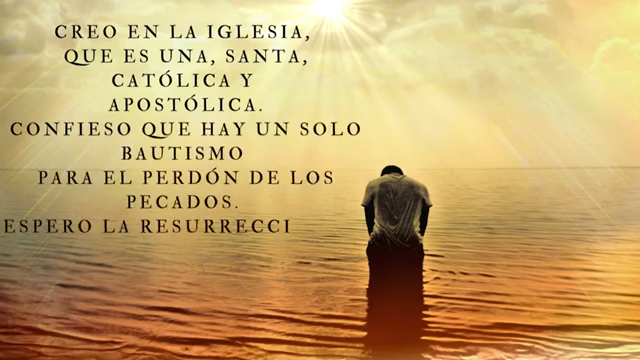 CREO EN LA IGLESIA,
QUE ES UNA, SANTA,
CATÓLICA Y
APOSTÓLICA.
CONFIESO QUE HAY UN SOLO
BAUTISMO
PARA EL PERDÓN DE LOS
PECADOS.
ESPERO LA RESURRECCI